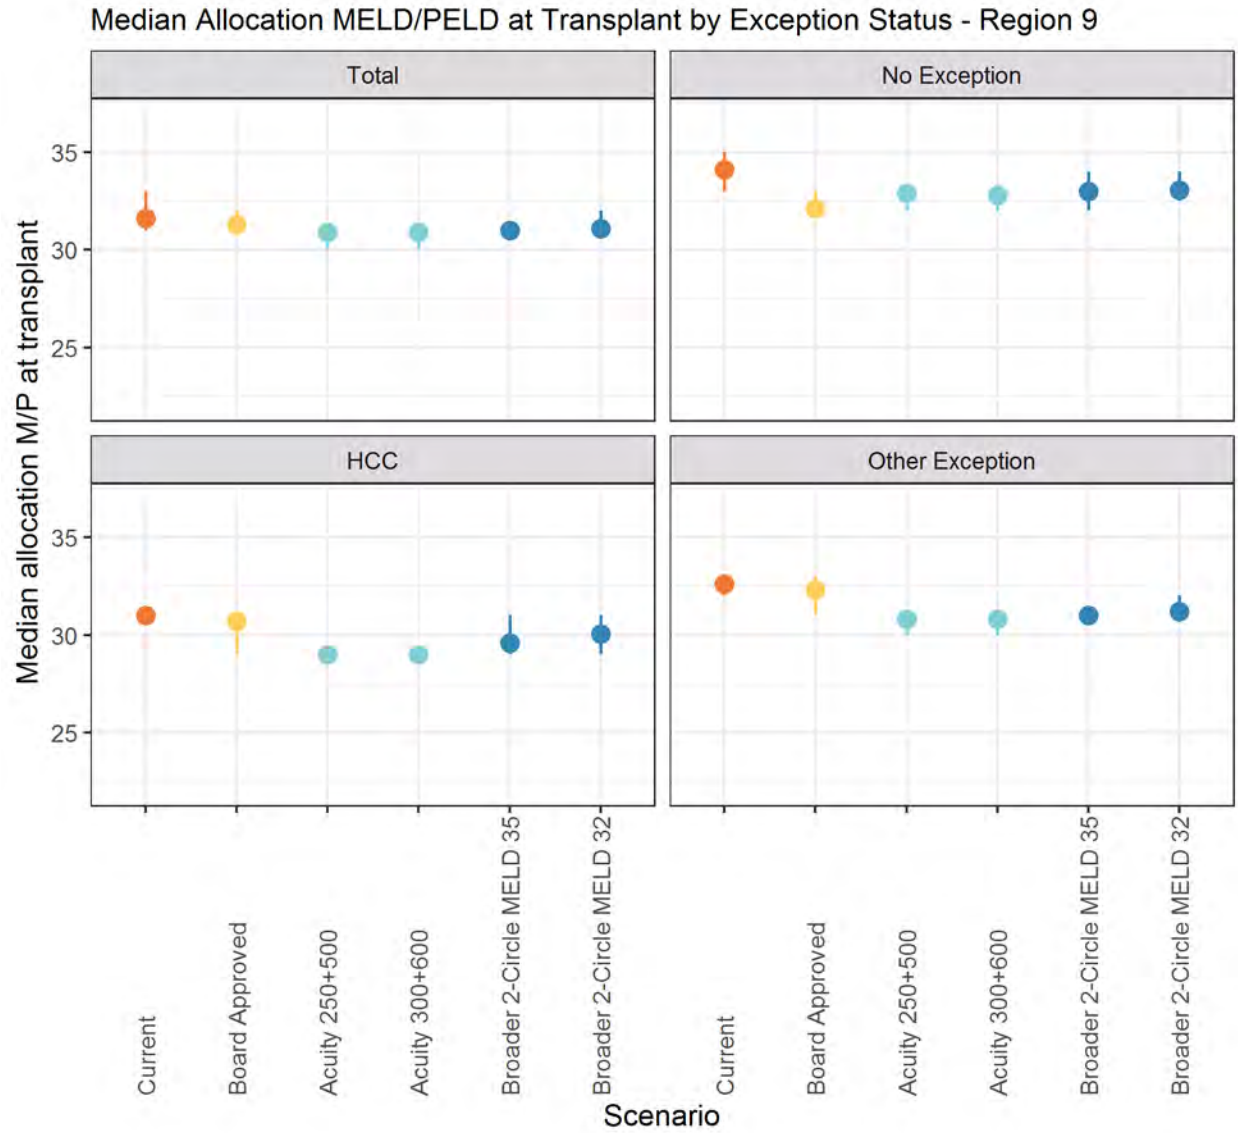 Median Allocation MELD/PELD at Transplant by Exception Status - Region 9
Total
No Exception
35
30
25
HCC
Other Exception
35
30
25
Median allocation M/P at transplant
Current
Board Approved
Acuity 250+500
Acuity 300+600
Broader 2-Circle MELD 35
Broader 2-Circle MELD 32
Current
Board Approved
Acuity 250+500
Acuity 300+600
Broader 2-Circle MELD 35
Broader 2-Circle MELD 32
Scenario